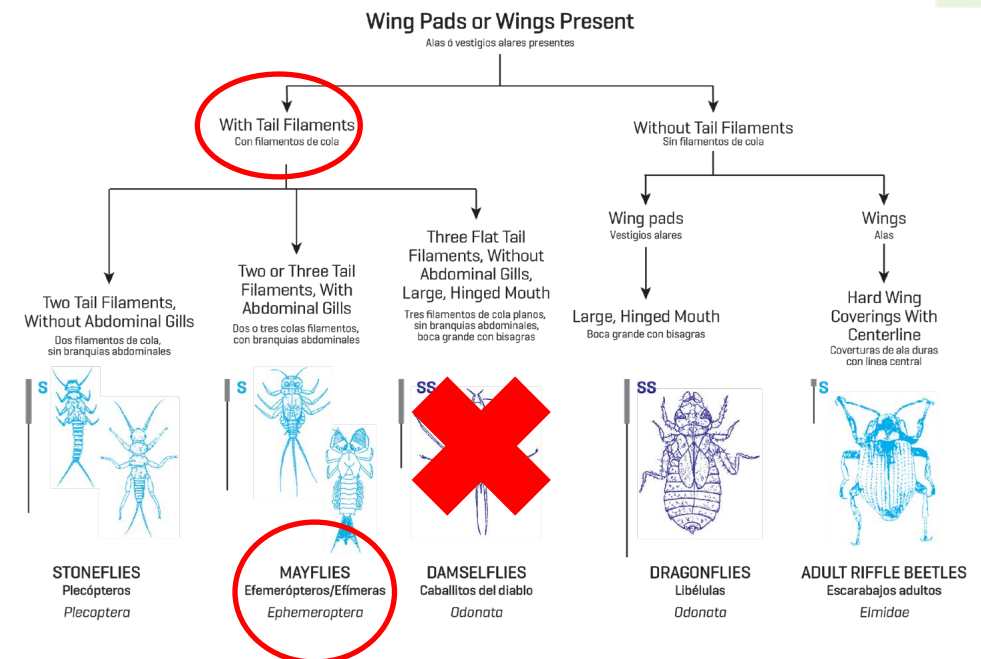 Wing Pads or Wings Present
Alas ó vestigios alares presentes
With Tail Filaments
Con filamentos de cola
Without Tail Filaments
Sin filamentos de cola
Two Tail Filaments,
Without Abdominal Gills
Dos filamentos de cola,
sin branquias abdominales
Two or Three Tail
Filaments, With
Abdominal Gills
Dos o tres colas filamentos,
con branquias abdominales
Three Flat Tail
Filaments, Without
Abdominal Gills,
Large, Hinged Mouth
Tres filamentos de cola planos,
sin branquias abdominales,
boca grande con bisagras
Wing pads
Vestigios alares
Large, Hinged Mouth
Boca grande con bisagras
Wings
Alas
Hard Wing
Coverings With
Centerline
Coverturas de ala duras
con linea central
S
S
SS
SS
S
STONEFLIES
Plecópteros
Plecoptera
MAYFLIES
Efemerópteros/Efímeras
Ephemeroptera
DAMSELFLIES
Caballitos del diablo
Odonata
DRAGONFLIES
Libélulas
Odonata
ADULT RIFFLE BEETLES
Escarabajos adultos
Elmidae